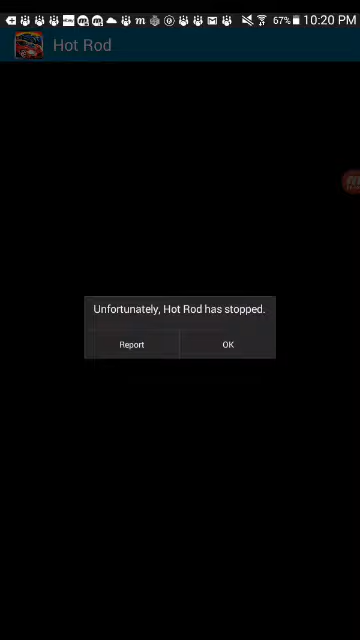 67% 10:20 PM
Hot Rod
Unfortunately, Hot Rod has stopped.
Report OK